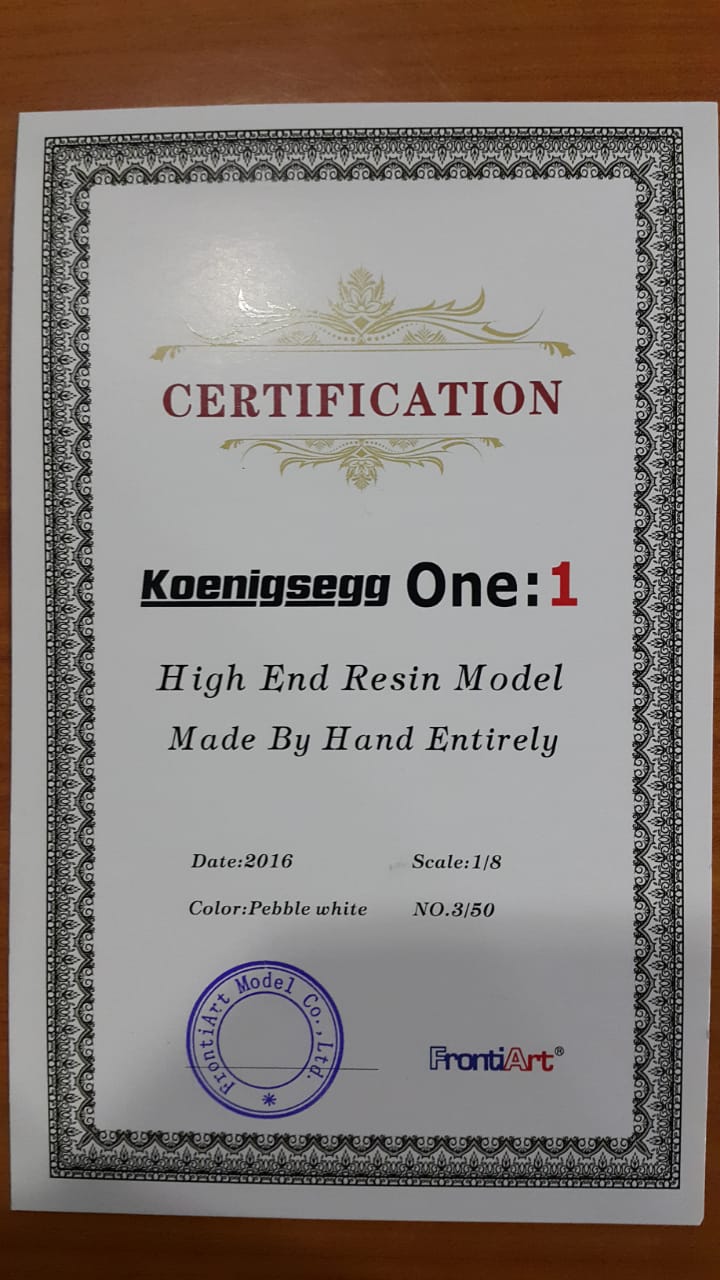 CERTIFICATION
Koenigsegg One:1
High End Resin Model
Made By Hand Entirely
Date:2016 Scale:1/8
Color:Pebble white NO.3/50
FrontiArt Model Co.,Ltd.
FrontiArt®